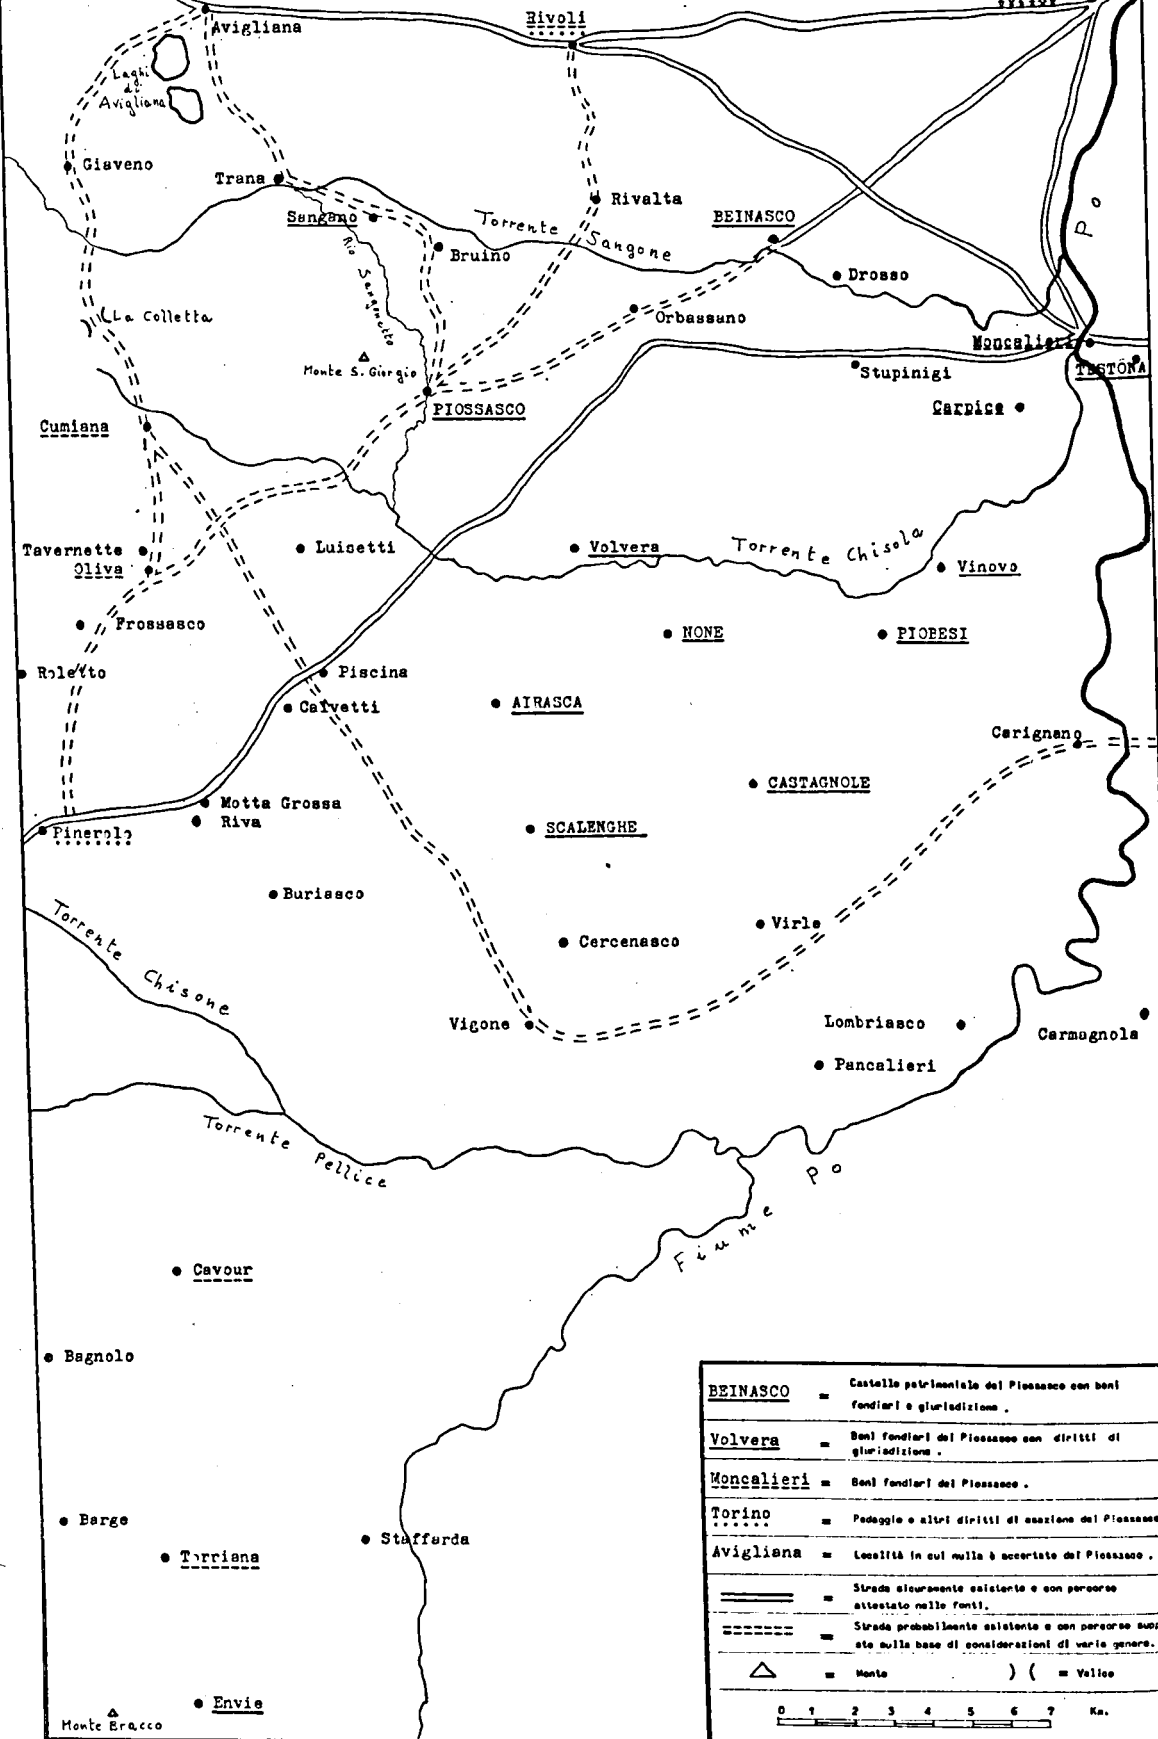 Rivoli
Avigliana
Laghi
di
Avigliana
Giaveno
Trana
Rivalta
Sangano
Torrente Sangone
BEINASCO
Po
Bruino
Rio Sangonetto
Drosso
La Colletta
Orbassano
Moncalieri
Monte S. Giorgio
Stupinigi
TESTONA
PIOSSASCO
Carpice
Cumiana
Tavernette
Luisetti
Volvera
Torrente Chisola
Oliva
Vinovo
Frossasco
NONE
PIOBESI
Roletto
Piscina
Calvetti
AIRASCA
Carignano
CASTAGNOLE
Motta Grossa
Riva
Pinerolo
SCALENGHE
Buriasco
Virle
Cercenasco
Torrente Chisone
Vigone
Lombriasco
Carmagnola
Pancalieri
Torrente Pellice
Fiume Po
Cavour
Bagnolo
Barge
Staffarda
Torriana
Envie
Monte Bracco
BEINASCO = Castello patrimoniale dei Piossasco con beni
fondiari e giurisdizione .
Volvera = Beni fondiari dei Piossasco con diritti di
giurisdizione .
Moncalieri = Beni fondiari dei Piossasco .
Torino = Pedaggio e altri diritti di esazione dei Piossasco
Avigliana = Località in cui nulla è accertato dei Piossasco .
= Strada sicuramente esistente e con percorso
attestato nelle fonti.
= Strada probabilmente esistente e con percorso
sulla base di considerazioni di vario genere.
= Monte ) ( = Valico
0 1 2 3 4 5 6 7 Km.